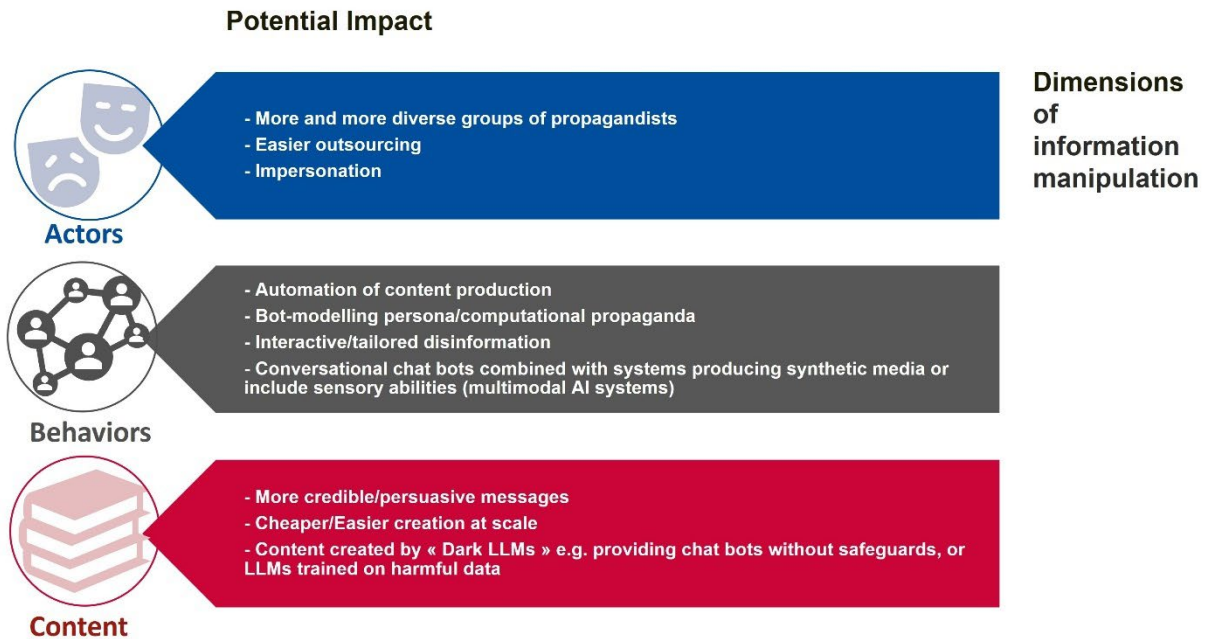 Potential Impact
Dimensions
of
information
manipulation
- More and more diverse groups of propagandists
- Easier outsourcing
- Impersonation
Actors
- Automation of content production
- Bot-modelling persona/computational propaganda
- Interactive/tailored disinformation
- Conversational chat bots combined with systems producing synthetic media or
include sensory abilities (multimodal AI systems)
Behaviors
- More credible/persuasive messages
- Cheaper/Easier creation at scale
- Content created by « Dark LLMs » e.g. providing chat bots without safeguards, or
LLMs trained on harmful data
Content